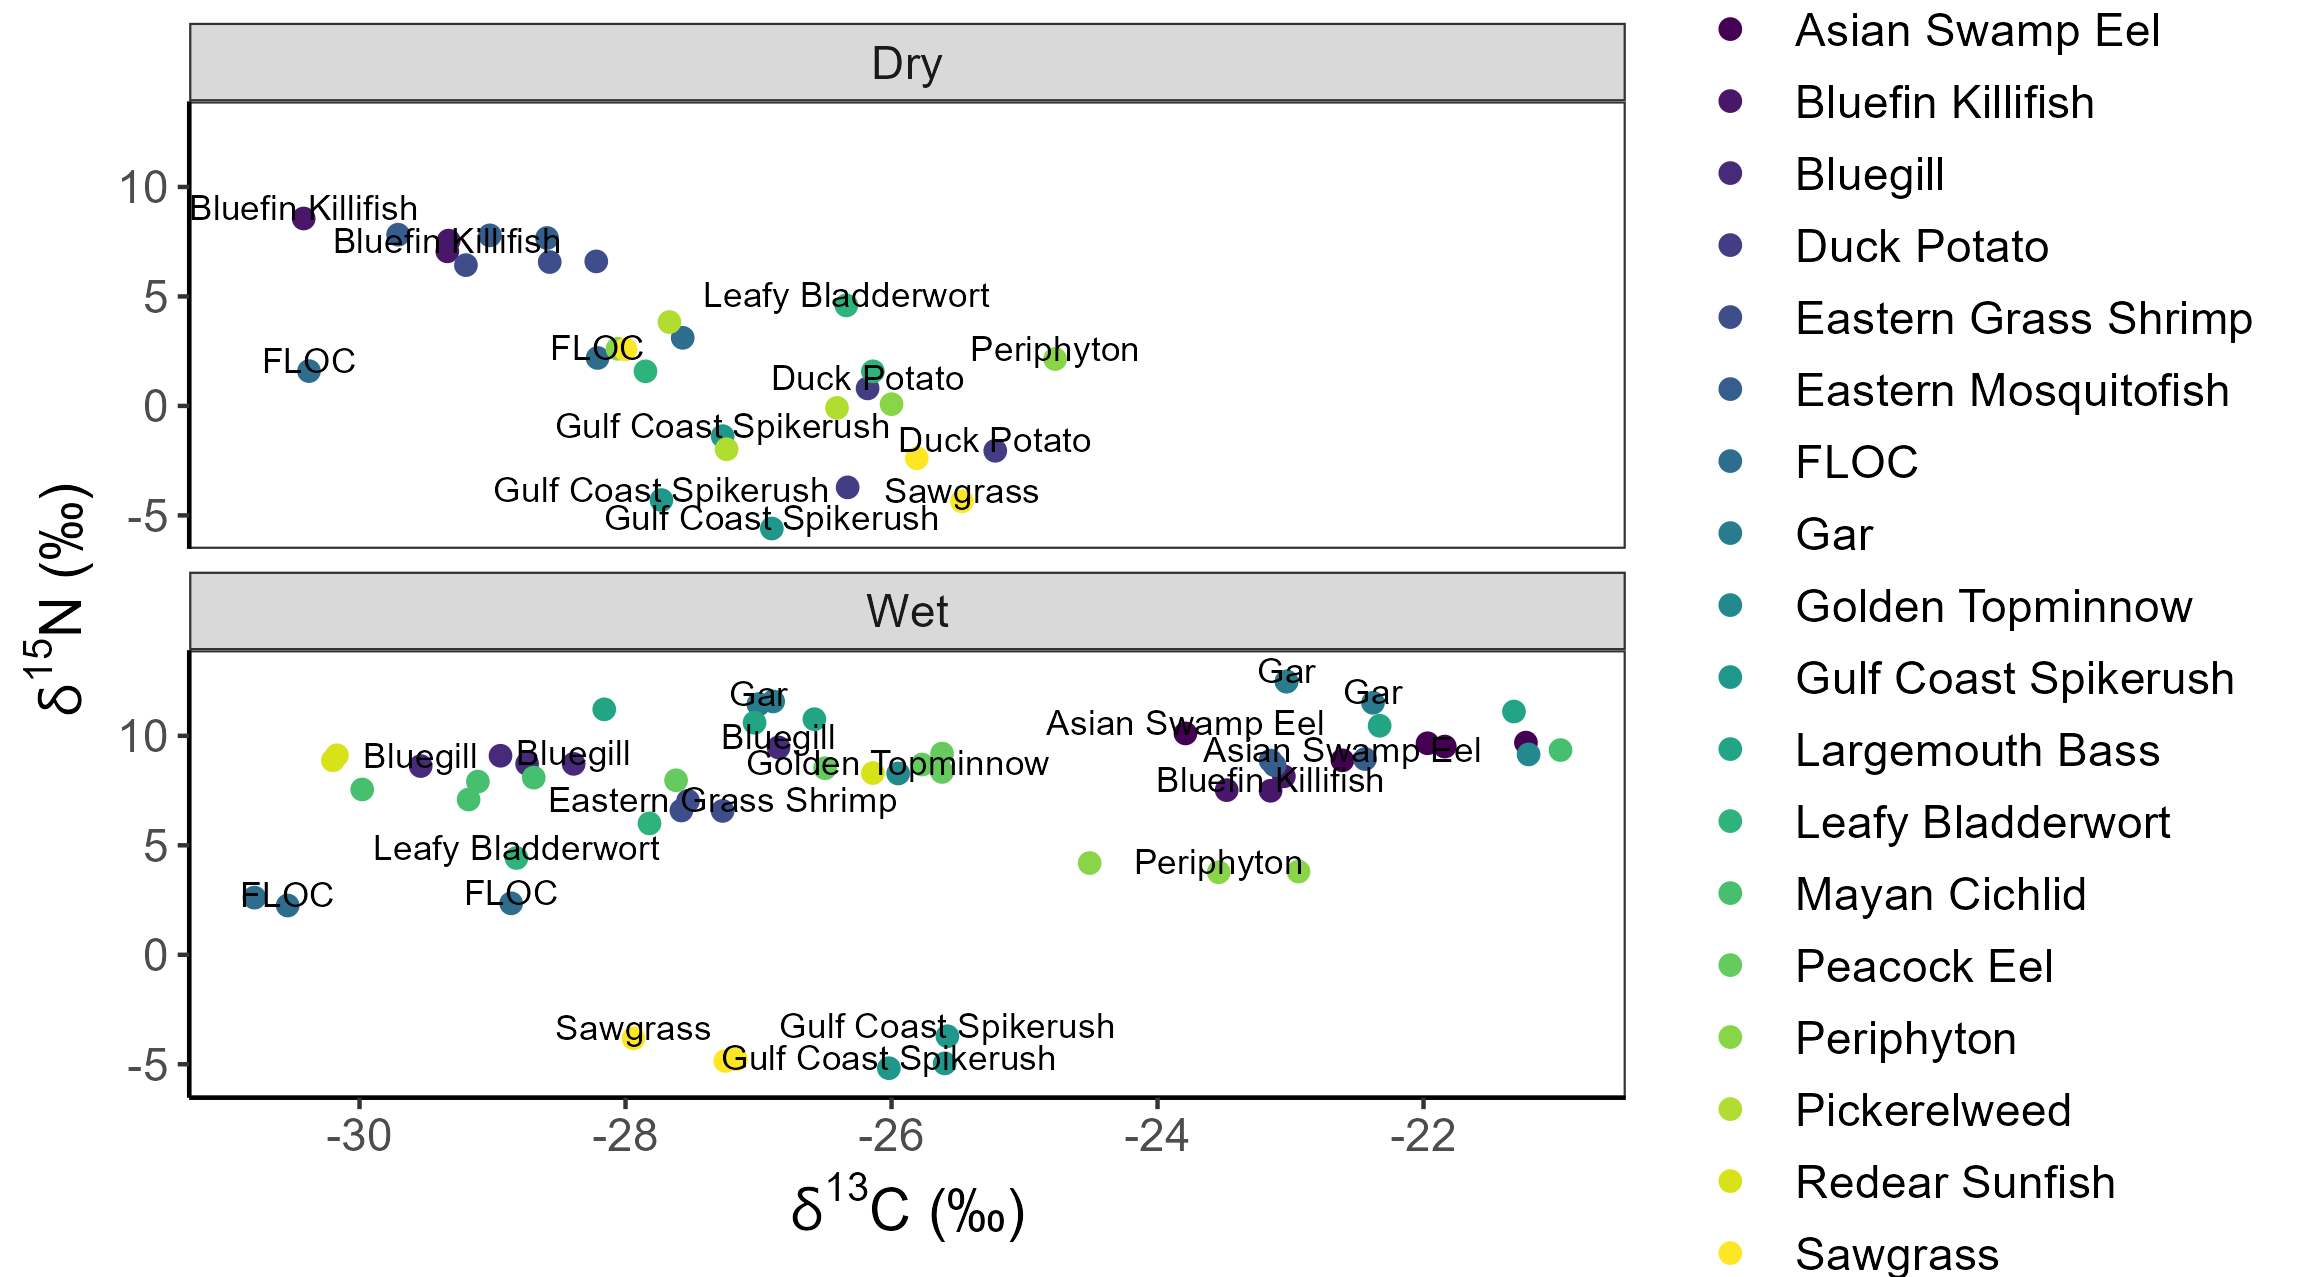 Dry
10
5
0
-5
Bluefin Killifish
Bluefin Killifish
Leafy Bladderwort
FLOC
FLOC
Periphyton
Duck Potato
Gulf Coast Spikerush
Duck Potato
Gulf Coast Spikerush
Sawgrass
Gulf Coast Spikerush
δ15N (‰)
Wet
10
5
0
-5
Gar
Gar
Gar
Asian Swamp Eel
Bluegill
Bluegill
Bluegill
Asian Swamp Eel
Golden Topminnow
Bluefin Killifish
Eastern Grass Shrimp
Leafy Bladderwort
Periphyton
FLOC
FLOC
Sawgrass
Gulf Coast Spikerush
Gulf Coast Spikerush
-30
-28
-26
-24
-22
δ13C (‰)
Asian Swamp Eel
Bluefin Killifish
Bluegill
Duck Potato
Eastern Grass Shrimp
Eastern Mosquitofish
FLOC
Gar
Golden Topminnow
Gulf Coast Spikerush
Largemouth Bass
Leafy Bladderwort
Mayan Cichlid
Peacock Eel
Periphyton
Pickerelweed
Redear Sunfish
Sawgrass